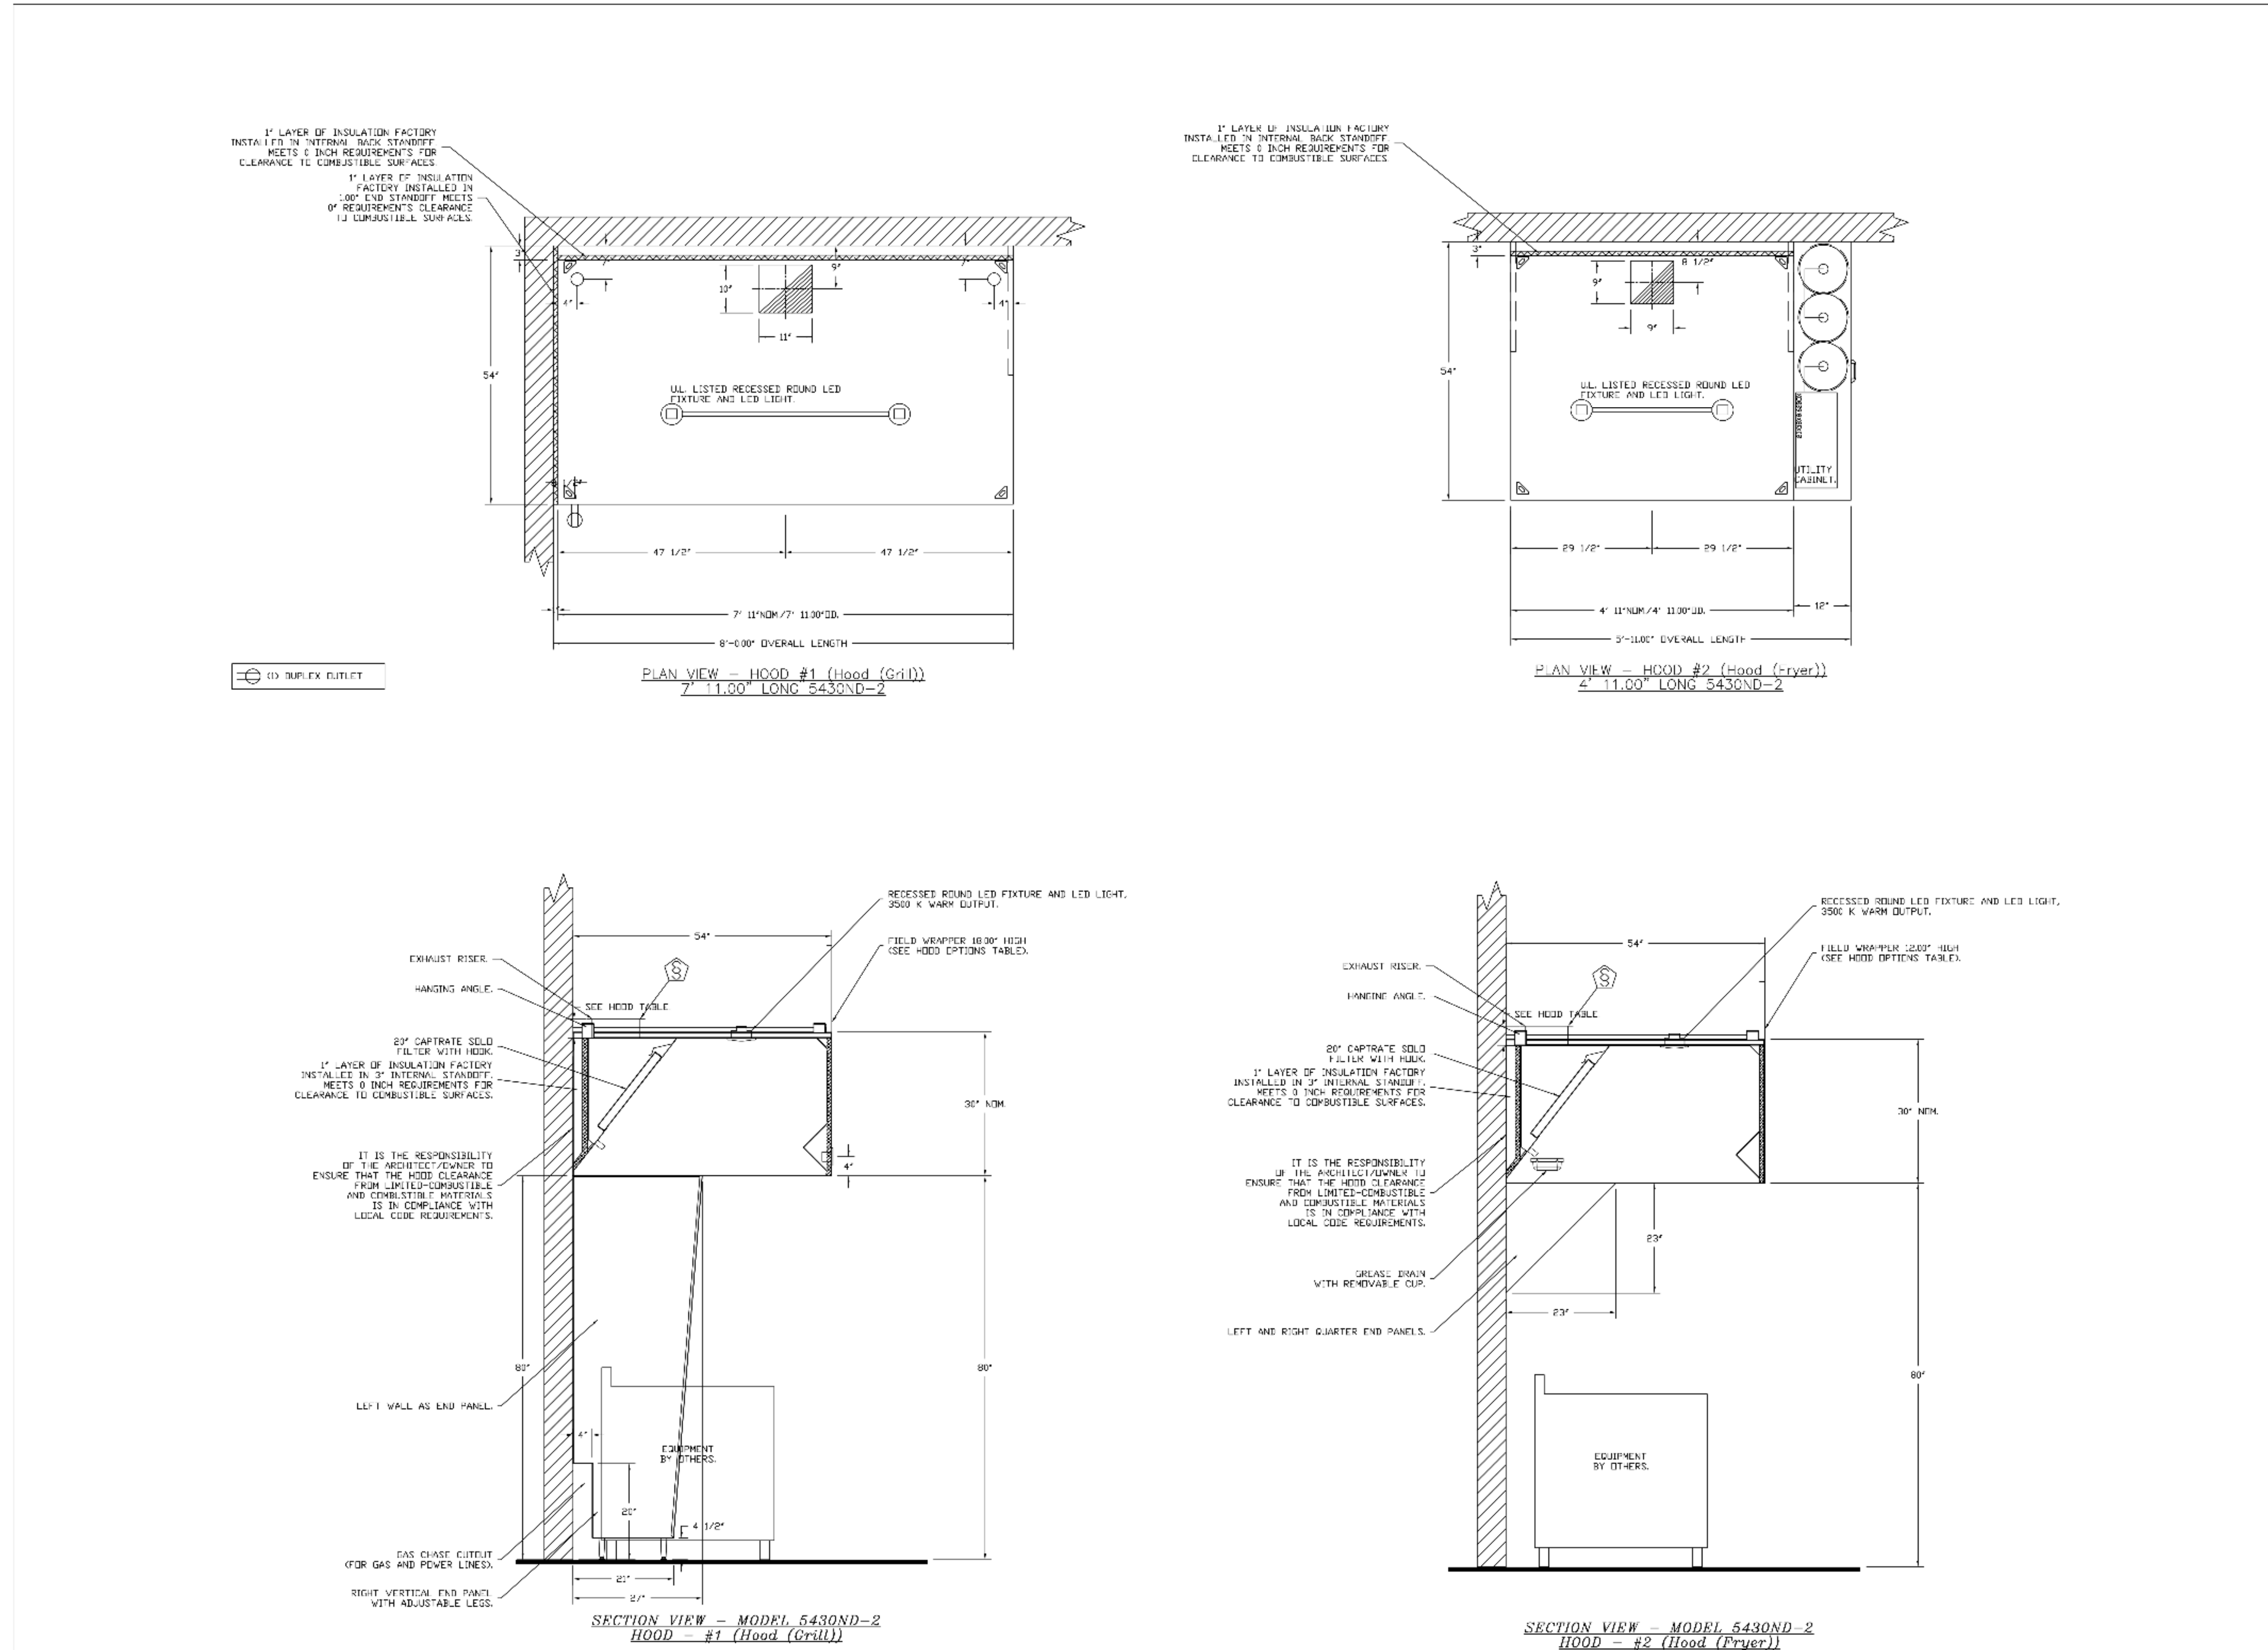 1" LAYER OF INSULATION FACTORY
INSTALLED IN INTERNAL BACK STANDOFF
MEETS 0 INCH REQUIREMENTS FOR
CLEARANCE TO COMBUSTIBLE SURFACES.
1" LAYER OF INSULATION
FACTORY INSTALLED IN
1.00" END STANDOFF MEETS
0" REQUIREMENTS CLEARANCE
TO COMBUSTIBLE SURFACES.
3"
7"
9"
7"
10"
4"
4"
11"
54"
U.L. LISTED RECESSED ROUND LED
FIXTURE AND LED LIGHT.
47 1/2"
47 1/2"
7' 11"NOM./7' 11.00"OD.
8'-0.00" OVERALL LENGTH
(1) DUPLEX OUTLET
PLAN VIEW - HOOD #1 (Hood (Grill))
7' 11.00" LONG 5430ND-2
1" LAYER OF INSULATION FACTORY
INSTALLED IN INTERNAL BACK STANDOFF
MEETS 0 INCH REQUIREMENTS FOR
CLEARANCE TO COMBUSTIBLE SURFACES.
3"
8 1/2"
9"
9"
54"
U.L. LISTED RECESSED ROUND LED
FIXTURE AND LED LIGHT.
UTILITY
CABINET.
29 1/2"
29 1/2"
4' 11"NOM./4' 11.00"OD.
12"
5'-11.00" OVERALL LENGTH
PLAN VIEW - HOOD #2 (Hood (Fryer))
4' 11.00" LONG 5430ND-2
RECESSED ROUND LED FIXTURE AND LED LIGHT,
3500 K WARM OUTPUT.
54"
FIELD WRAPPER 18.00" HIGH
(SEE HOOD OPTIONS TABLE).
EXHAUST RISER.
HANGING ANGLE.
SEE HOOD TABLE
20" CAPTRATE SOLO
FILTER WITH HOOK.
1" LAYER OF INSULATION FACTORY
INSTALLED IN 3" INTERNAL STANDOFF.
MEETS 0 INCH REQUIREMENTS FOR
CLEARANCE TO COMBUSTIBLE SURFACES.
30" NOM.
IT IS THE RESPONSIBILITY
OF THE ARCHITECT/OWNER TO
ENSURE THAT THE HOOD CLEARANCE
FROM LIMITED-COMBUSTIBLE
AND COMBUSTIBLE MATERIALS
IS IN COMPLIANCE WITH
LOCAL CODE REQUIREMENTS.
4"
80"
80"
LEFT WALL AS END PANEL.
4"
EQUIPMENT
BY OTHERS.
20"
4 1/2"
GAS CHASE CUTOUT
(FOR GAS AND POWER LINES).
21"
RIGHT VERTICAL END PANEL
WITH ADJUSTABLE LEGS.
27"
SECTION VIEW - MODEL 5430ND-2
HOOD - #1 (Hood (Grill))
RECESSED ROUND LED FIXTURE AND LED LIGHT,
3500 K WARM OUTPUT.
54"
FIELD WRAPPER 12.00" HIGH
(SEE HOOD OPTIONS TABLE).
EXHAUST RISER.
HANGING ANGLE.
SEE HOOD TABLE
20" CAPTRATE SOLO
FILTER WITH HOOK.
1" LAYER OF INSULATION FACTORY
INSTALLED IN 3" INTERNAL STANDOFF.
MEETS 0 INCH REQUIREMENTS FOR
CLEARANCE TO COMBUSTIBLE SURFACES.
30" NOM.
IT IS THE RESPONSIBILITY
OF THE ARCHITECT/OWNER TO
ENSURE THAT THE HOOD CLEARANCE
FROM LIMITED-COMBUSTIBLE
AND COMBUSTIBLE MATERIALS
IS IN COMPLIANCE WITH
LOCAL CODE REQUIREMENTS.
23"
GREASE DRAIN
WITH REMOVABLE CUP.
23"
LEFT AND RIGHT QUARTER END PANELS.
80"
EQUIPMENT
BY OTHERS.
SECTION VIEW - MODEL 5430ND-2
HOOD - #2 (Hood (Fryer))